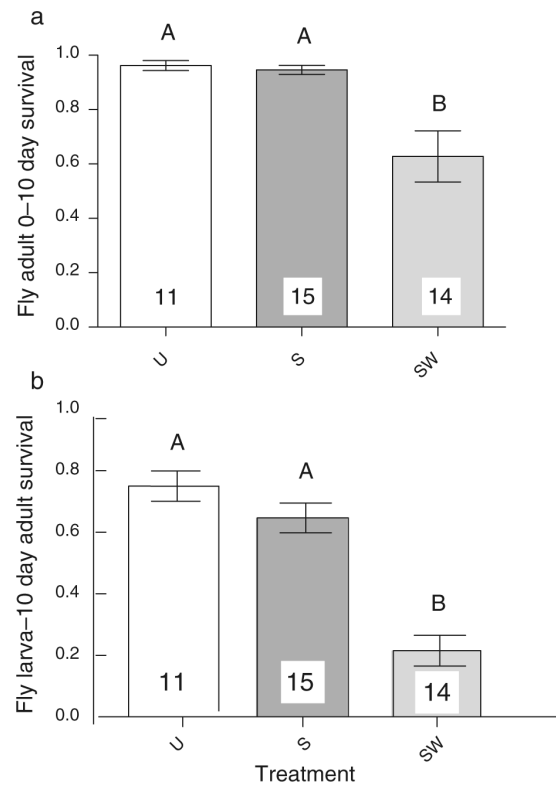 a
A
A
B
1.0
0.8
0.6
0.4
0.2
0.0
Fly adult 0–10 day survival
11
15
14
U
S
SW
b
A
A
B
1.0
0.8
0.6
0.4
0.2
0.0
Fly larva–10 day adult survival
11
15
14
U
S
SW
Treatment